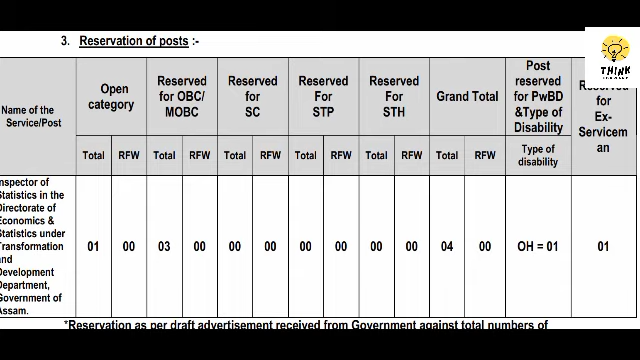 3. Reservation of posts :-
Name of the Service/Post
Open category
Reserved for OBC/ MOBC
Reserved for SC
Reserved For STP
Reserved For STH
Grand Total
Post reserved for PwBD &Type of Disability
for Ex- Servicem an
Total RFW Total RFW Total RFW Total RFW Total RFW Total RFW Type of disability
nspector of
Statistics in the
Directorate of
Economics &
Statistics under
Transformation
and
Development
Department,
Government of
Assam.
01 00 03 00 00 00 00 00 00 00 04 00 OH = 01 01
*Reservation as per draft advertisement received from Government against total numbers of
THINK